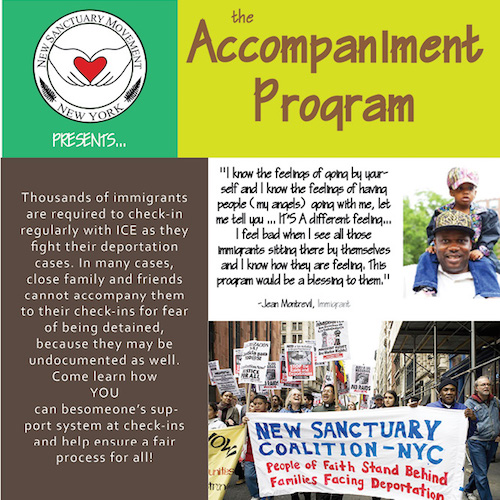 NEW SANCTUARY MOVEMENT
NEW YORK
PRESENTS...
the
Accompaniment
Program
Thousands of immigrants
are required to check-in
regularly with ICE as they
fight their deportation
cases. In many cases,
close family and friends
cannot accompany them
to their check-ins for fear
of being detained,
because they may be
undocumented as well.
Come learn how
YOU
can besomeone's sup-
port system at check-ins
and help ensure a fair
process for all!
"I know the feelings of going by your-
self and I know the feelings of having
people (my angels) going with me, let
me tell you ... IT'S A different feeling...
I feel bad when I see all those
immigrants sitting there by themselves
and I know how they are feeling. This
program would be a blessing to them."
-Jean Montrevil, Immigrant
NEW SANCTUARY
COALITION-NYC
People of Faith Stand Behind
Families Facing Deportation